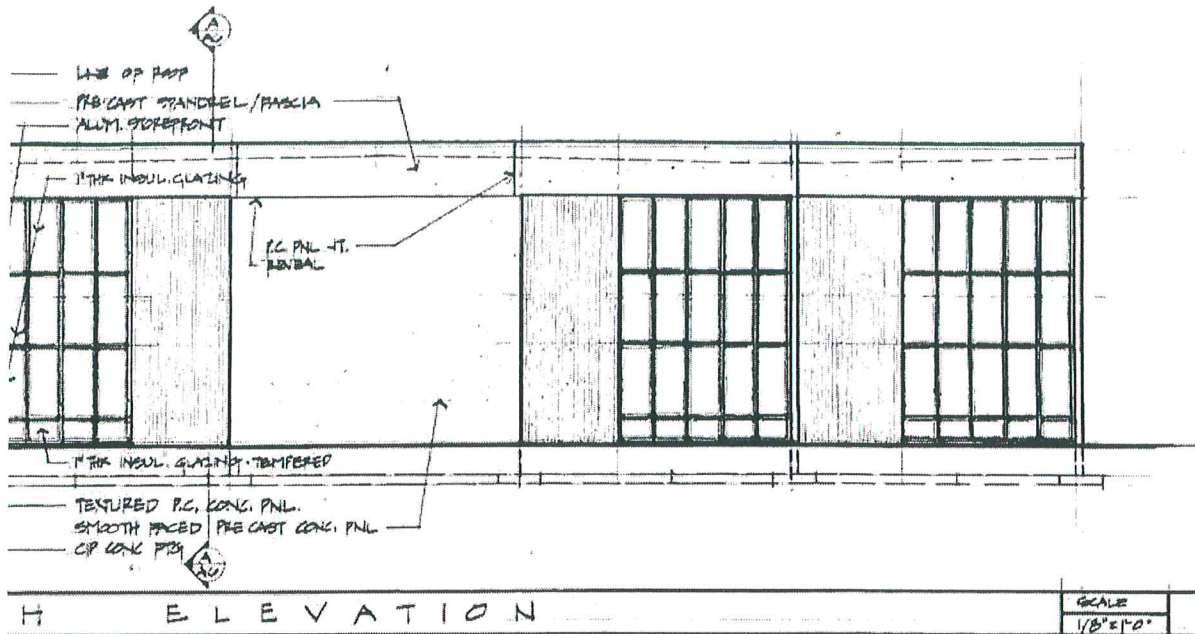 A
LINE OF ROOF
PRE CAST SPANDREL/FASCIA
ALUM. STOREFRONT
1" THK INSUL. GLAZING
P.C. PNL JT.
REVEAL
1" THK INSUL. GLAZING - TEMPERED
TEXTURED P.C. CONC. PNL.
SMOOTH FACED PRE CAST CONC. PNL
CIP CONC FTG
A
H ELEVATION
SCALE
1/8"=1'-0"